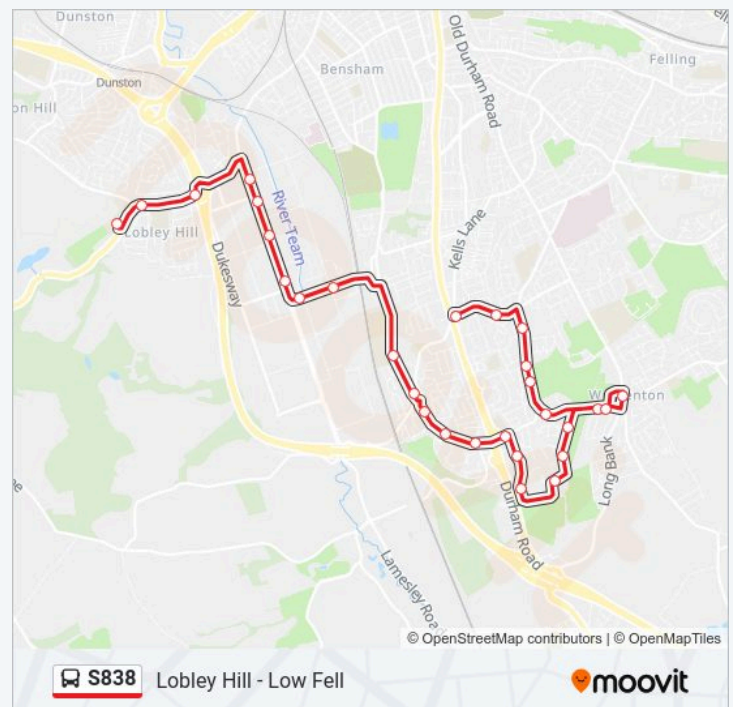 Dunston
Old Durham Road
Bensham
Felling
Dunston
on Hill
River Team
Lobley Hill
Kells Lane
Dukesway
Long Bank
Durham Road
Lamesley Roa
© OpenStreetMap contributors | © OpenMapTiles
S838 Lobley Hill - Low Fell
moovit